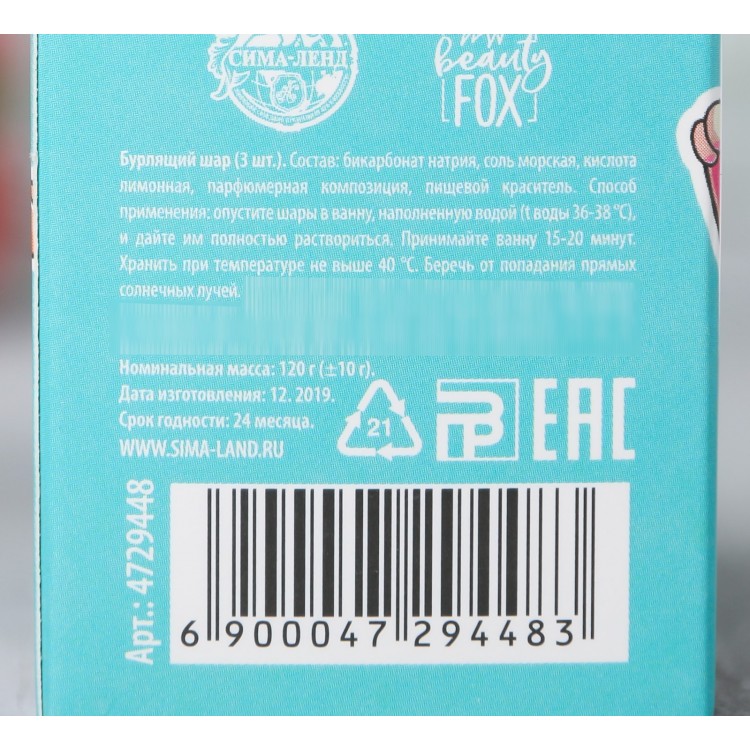 СИМА-ЛЕНД
beauty
FOX
Бурлящий шар (3 шт.). Состав: бикарбонат натрия, соль морская, кислота
лимонная, парфюмерная композиция, пищевой краситель. Способ
применения: опустите шары в ванну, наполненную водой (t воды 36-38 °С),
и дайте им полностью раствориться. Принимайте ванну 15-20 минут.
Хранить при температуре не выше 40 °С. Беречь от попадания прямых
солнечных лучей.
Номинальная масса: 120 г (±10 г).
Дата изготовления: 12. 2019.
Срок годности: 24 месяца.
WWW.SIMA-LAND.RU
21
EAC
Арт.: 4729448
6 900047 294483